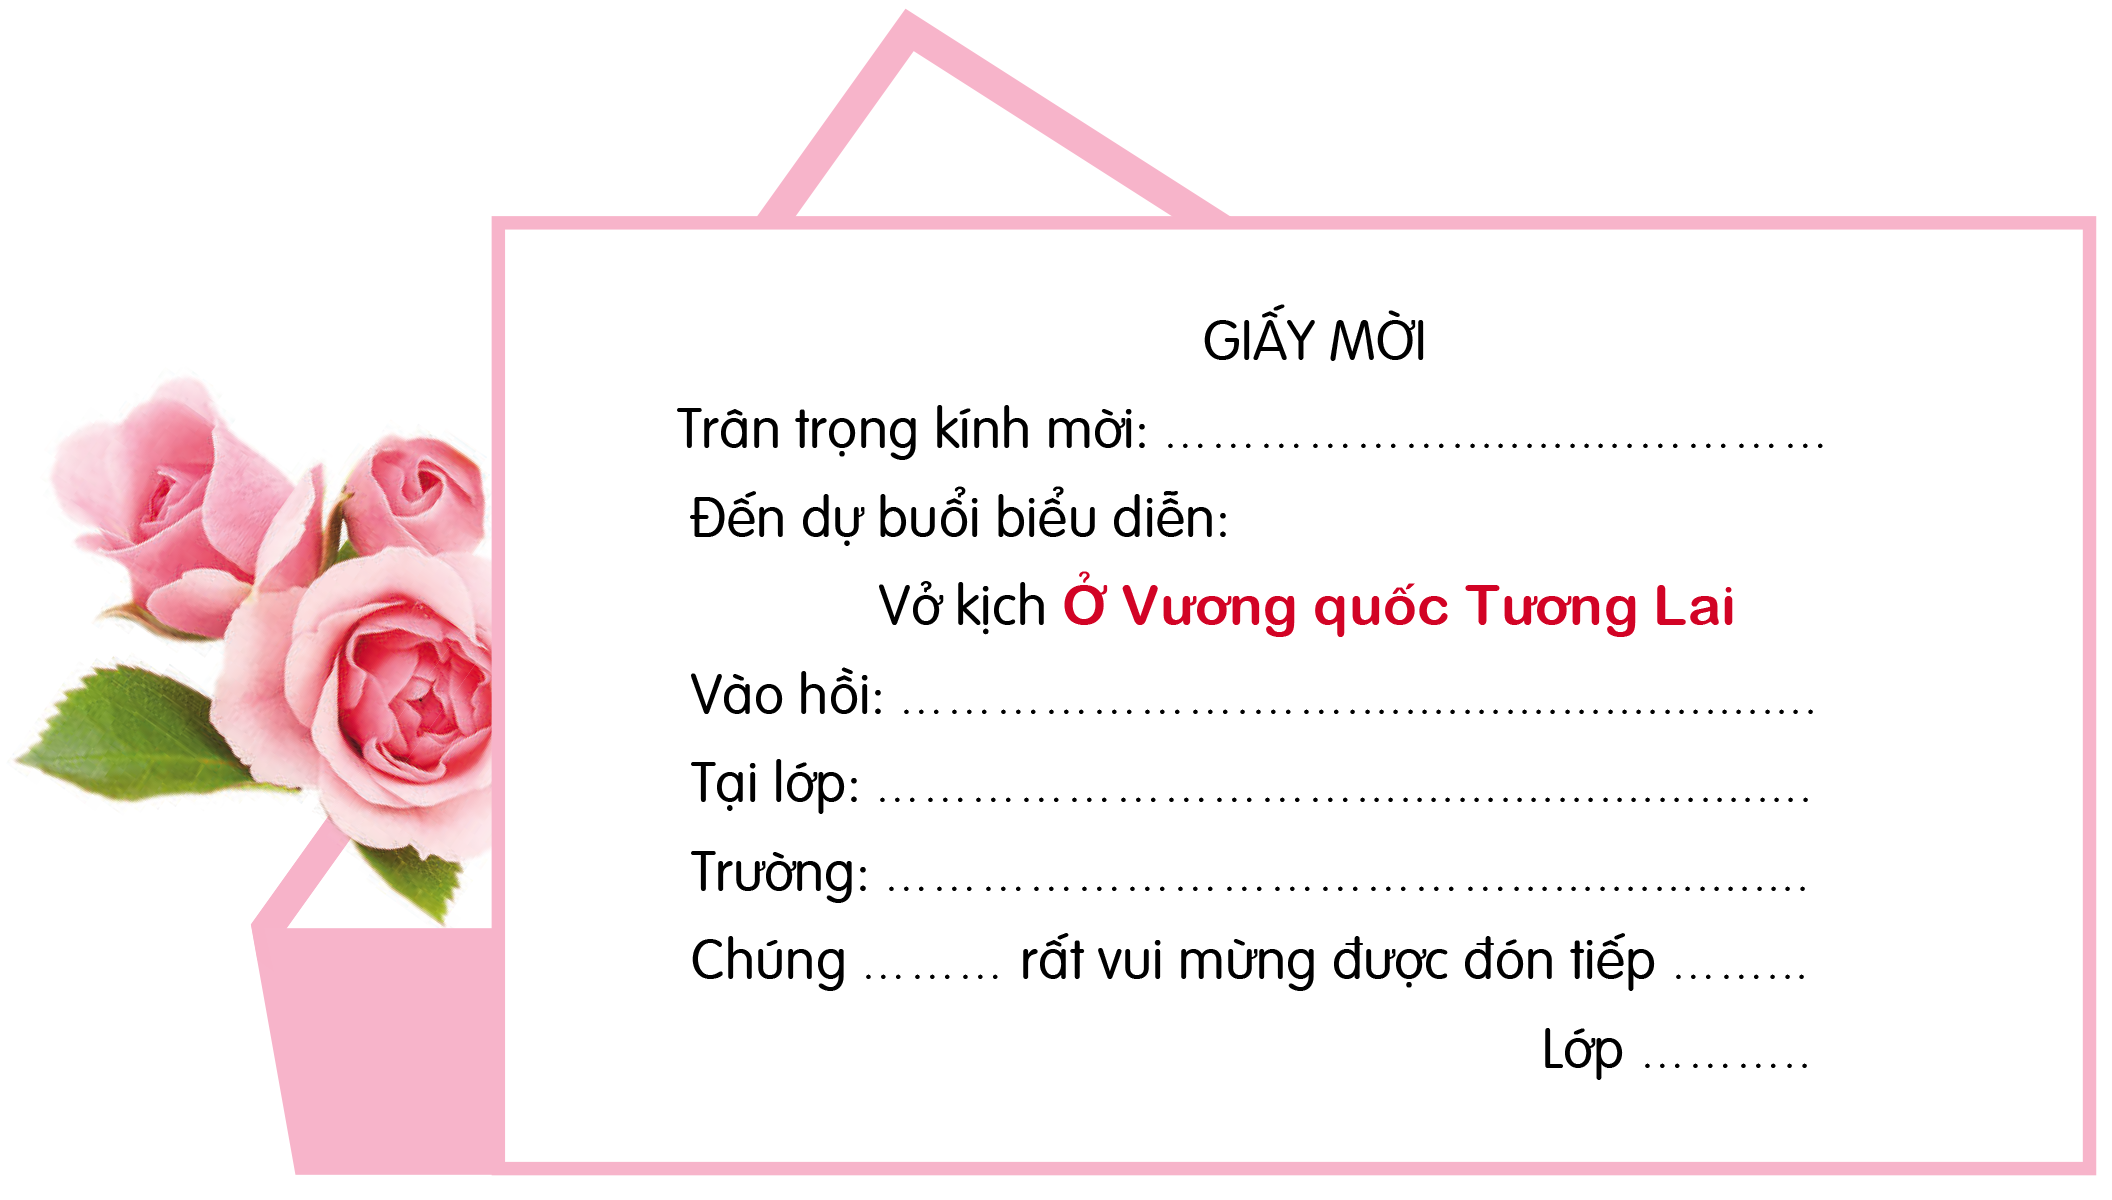 GIẤY MỜI
Trân trọng kính mời: ……………………………………
Đến dự buổi biểu diễn:
Vở kịch Ở Vương quốc Tương Lai
Vào hồi: ……………………………………………
Tại lớp: ……………………………………………
Trường: ……………………………………………
Chúng ……… rất vui mừng được đón tiếp ………
Lớp ………..